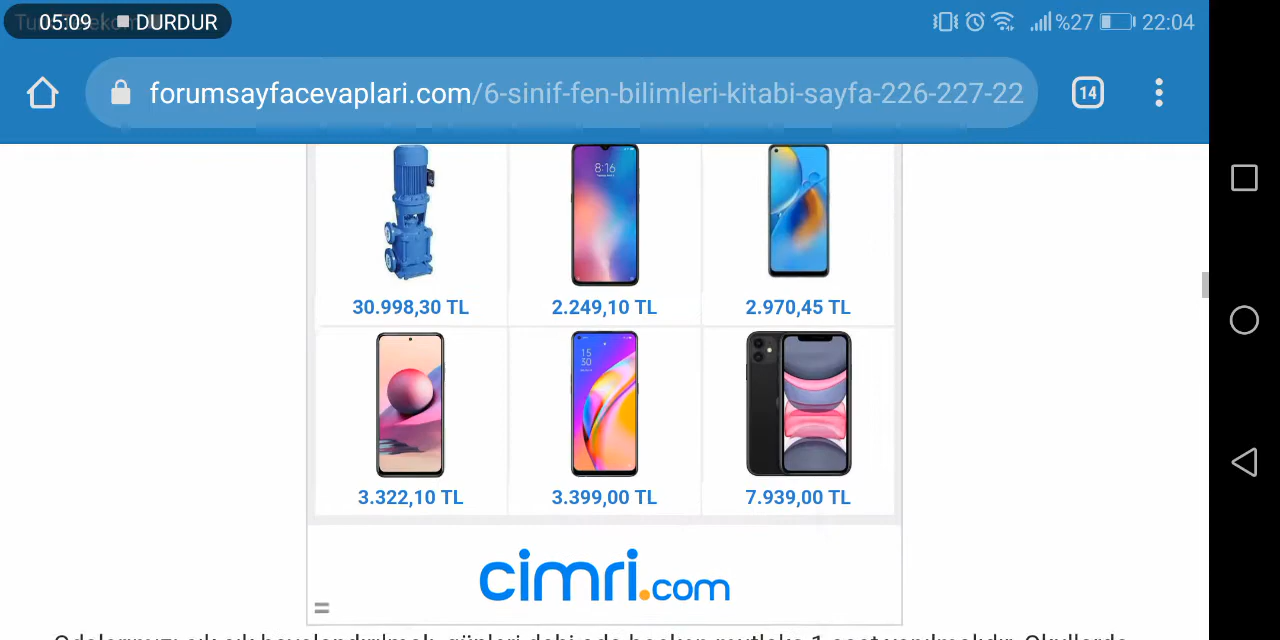 05:09 DURDUR
%27 22:04
forumsayfacevaplari.com/6-sinif-fen-bilimleri-kitabi-sayfa-226-227-22
14
8:16
30.998,30 TL
2.249,10 TL
2.970,45 TL
15
30
3.322,10 TL
3.399,00 TL
7.939,00 TL
cimri.com